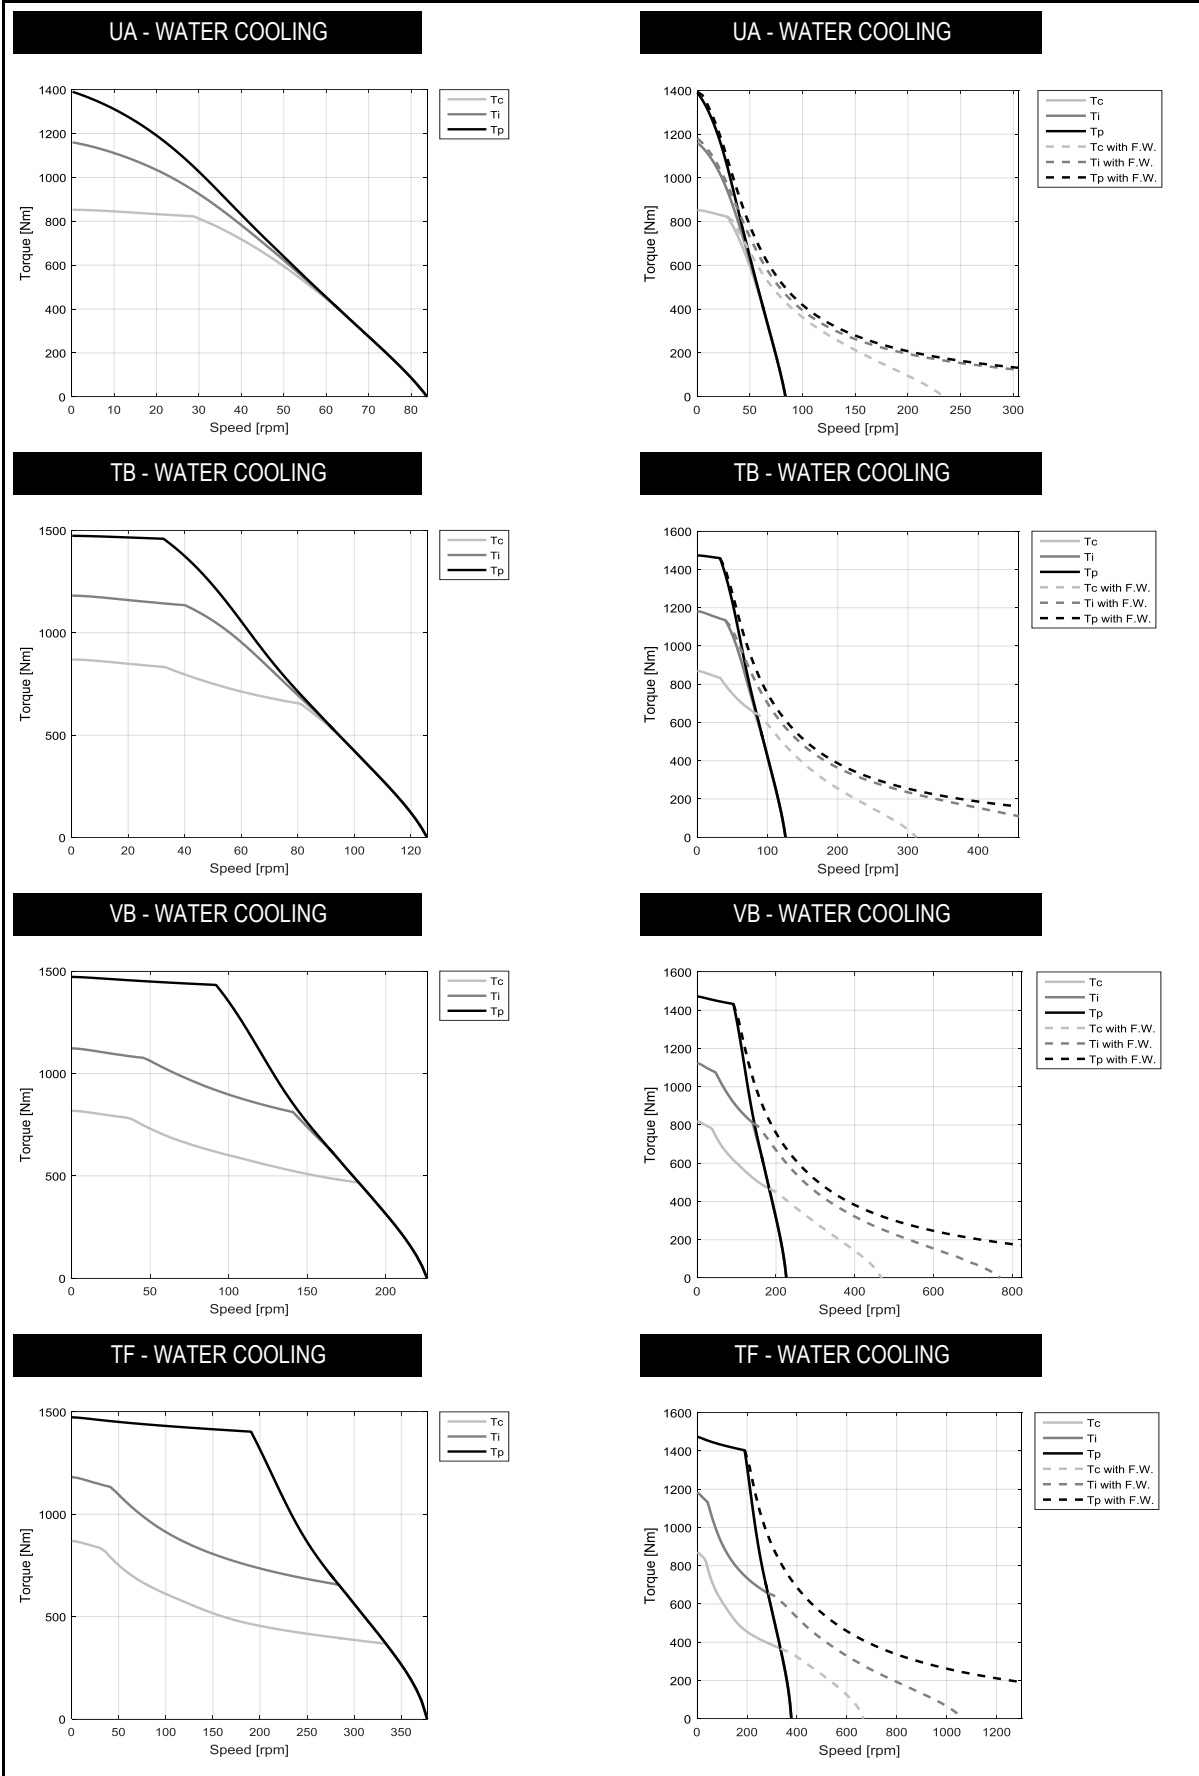 UA - WATER COOLING
1400
1200
1000
800
600
400
200
0
0 10 20 30 40 50 60 70 80
Torque [Nm]
Speed [rpm]
Tc
Ti
Tp
UA - WATER COOLING
1400
1200
1000
800
600
400
200
0
0 50 100 150 200 250 300
Torque [Nm]
Speed [rpm]
Tc
Ti
Tp
Tc with F.W.
Ti with F.W.
Tp with F.W.
TB - WATER COOLING
1500
1000
500
0
0 20 40 60 80 100 120
Torque [Nm]
Speed [rpm]
Tc
Ti
Tp
TB - WATER COOLING
1600
1400
1200
1000
800
600
400
200
0
0 100 200 300 400
Torque [Nm]
Speed [rpm]
Tc
Ti
Tp
Tc with F.W.
Ti with F.W.
Tp with F.W.
VB - WATER COOLING
1500
1000
500
0
0 50 100 150 200
Torque [Nm]
Speed [rpm]
Tc
Ti
Tp
VB - WATER COOLING
1600
1400
1200
1000
800
600
400
200
0
0 200 400 600 800
Torque [Nm]
Speed [rpm]
Tc
Ti
Tp
Tc with F.W.
Ti with F.W.
Tp with F.W.
TF - WATER COOLING
1500
1000
500
0
0 50 100 150 200 250 300 350
Torque [Nm]
Speed [rpm]
Tc
Ti
Tp
TF - WATER COOLING
1600
1400
1200
1000
800
600
400
200
0
0 200 400 600 800 1000 1200
Torque [Nm]
Speed [rpm]
Tc
Ti
Tp
Tc with F.W.
Ti with F.W.
Tp with F.W.